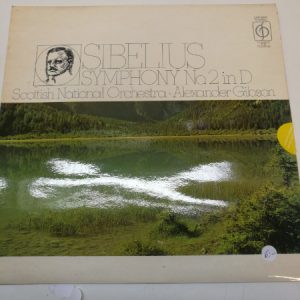 SIBELIUS
SYMPHONY No.2 in D
Scottish National Orchestra · Alexander Gibson